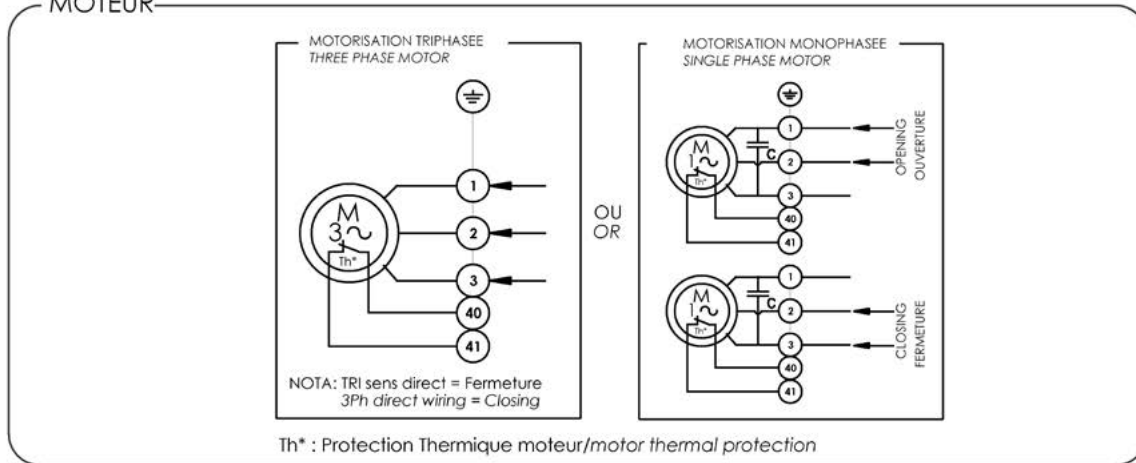 MOTEUR
MOTORISATION TRIPHASEE
THREE PHASE MOTOR
M
3
Th*
1
2
3
40
41
NOTA: TRI sens direct = Fermeture
3Ph direct wiring = Closing
OU
OR
MOTORISATION MONOPHASEE
SINGLE PHASE MOTOR
M
1
Th*
C
1
2
3
40
41
OPENING
OUVERTURE
M
1
Th*
C
1
2
3
40
41
CLOSING
FERMETURE
Th* : Protection Thermique moteur/motor thermal protection